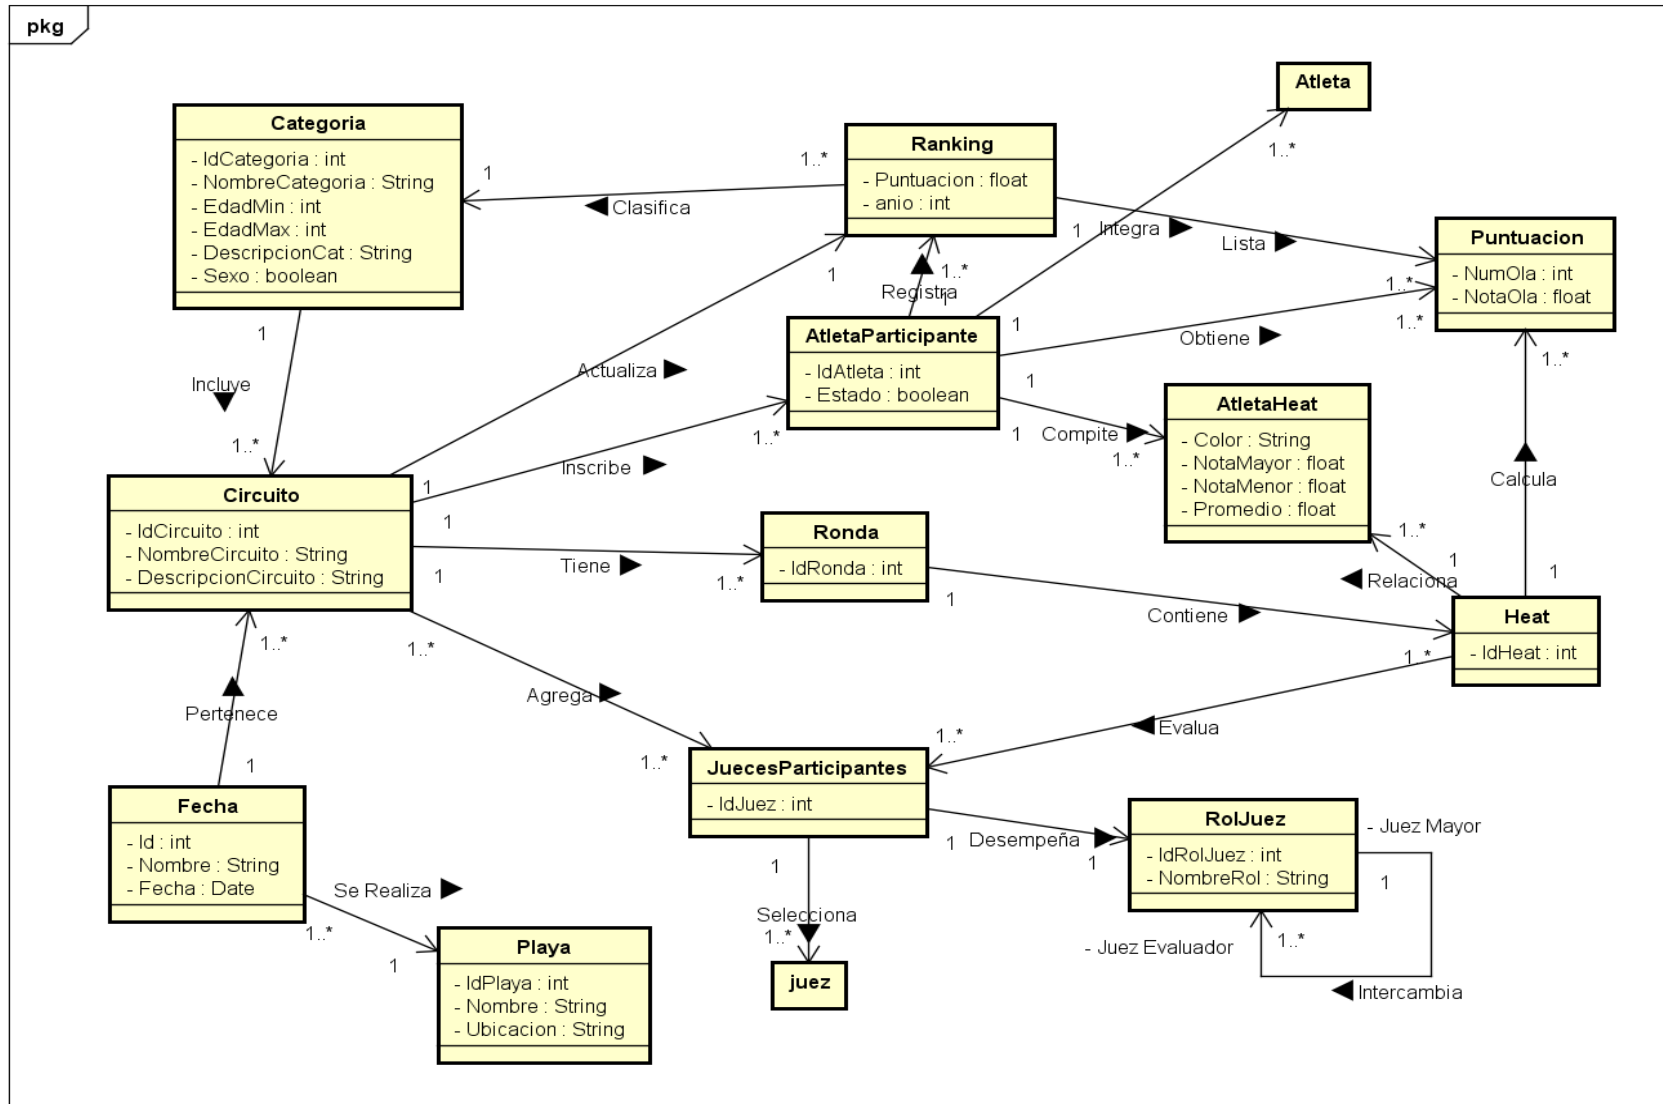 pkg
Atleta
1..*
Categoria
- IdCategoria : int
- NombreCategoria : String
- EdadMin : int
- EdadMax : int
- DescripcionCat : String
- Sexo : boolean
1
1..*
Clasifica
Ranking
- Puntuacion : float
- anio : int
1
1..*
Registra
1
1
Integra
Lista
1..*
Puntuacion
- NumOla : int
- NotaOla : float
1..*
1..*
1
Incluye
1..*
Actualiza
1
AtletaParticipante
- IdAtleta : int
- Estado : boolean
1
Obtiene
1
1
Compite
1..*
1..*
Inscribe
1
AtletaHeat
- Color : String
- NotaMayor : float
- NotaMenor : float
- Promedio : float
1..*
Calcula
Circuito
- IdCircuito : int
- NombreCircuito : String
- DescripcionCircuito : String
1
1
Tiene
1..*
Ronda
- IdRonda : int
1
Contiene
1..*
Relaciona
1
1
Heat
- IdHeat : int
1..*
1..*
Agrega
1..*
Evalua
1..*
Pertenece
1
Fecha
- Id : int
- Nombre : String
- Fecha : Date
Se Realiza
1..*
1
Playa
- IdPlaya : int
- Nombre : String
- Ubicacion : String
JuecesParticipantes
- IdJuez : int
1
Desempeña
1
1
Selecciona
1..*
juez
RolJuez
- IdRolJuez : int
- NombreRol : String
- Juez Mayor
1
- Juez Evaluador
1..*
Intercambia